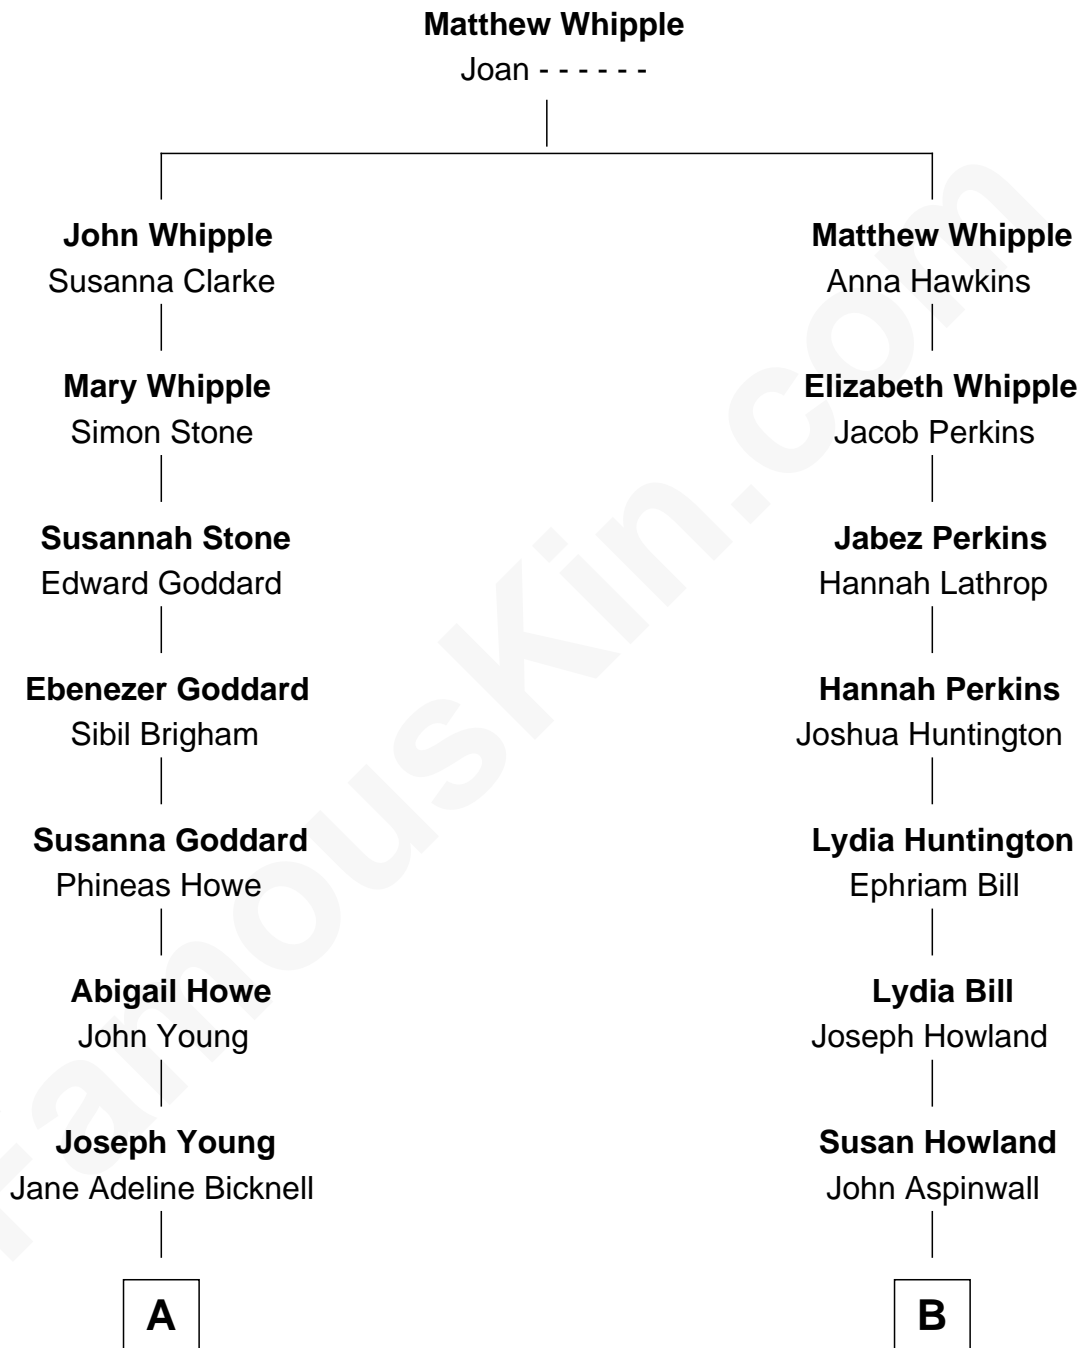 Matthew Whipple
Joan - - - - - -
John Whipple
Susanna Clarke
Matthew Whipple
Anna Hawkins
Mary Whipple
Simon Stone
Elizabeth Whipple
Jacob Perkins
Susannah Stone
Edward Goddard
Jabez Perkins
Hannah Lathrop
Ebenezer Goddard
Sibil Brigham
Hannah Perkins
Joshua Huntington
Susanna Goddard
Phineas Howe
Lydia Huntington
Ephriam Bill
Abigail Howe
John Young
Lydia Bill
Joseph Howland
Joseph Young
Jane Adeline Bicknell
Susan Howland
John Aspinwall
A
B
FamousKin.com